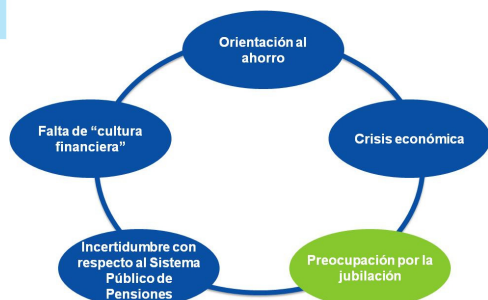 Orientación al
ahorro
Falta de “cultura
financiera”
Crisis económica
Incertidumbre con
respecto al Sistema
Público de
Pensiones
Preocupación por la
jubilación